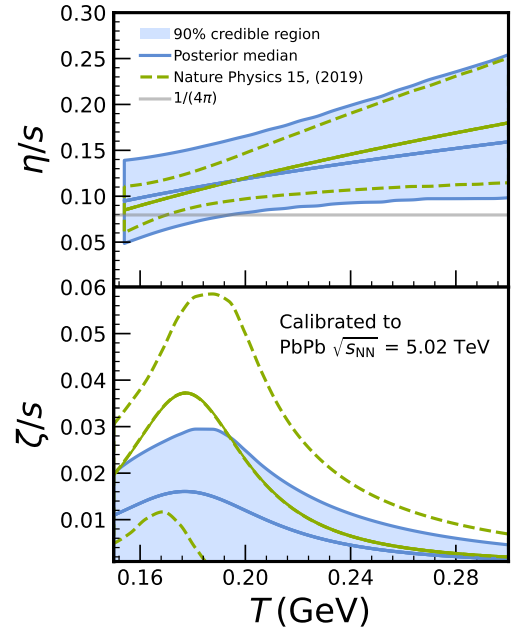 0.30
0.25
0.20
0.15
0.10
0.05
η/s
90% credible region
Posterior median
Nature Physics 15, (2019)
1/(4π)
0.06
0.05
0.04
0.03
0.02
0.01
ζ/s
Calibrated to
PbPb √sNN = 5.02 TeV
0.16 0.20 0.24 0.28
T (GeV)